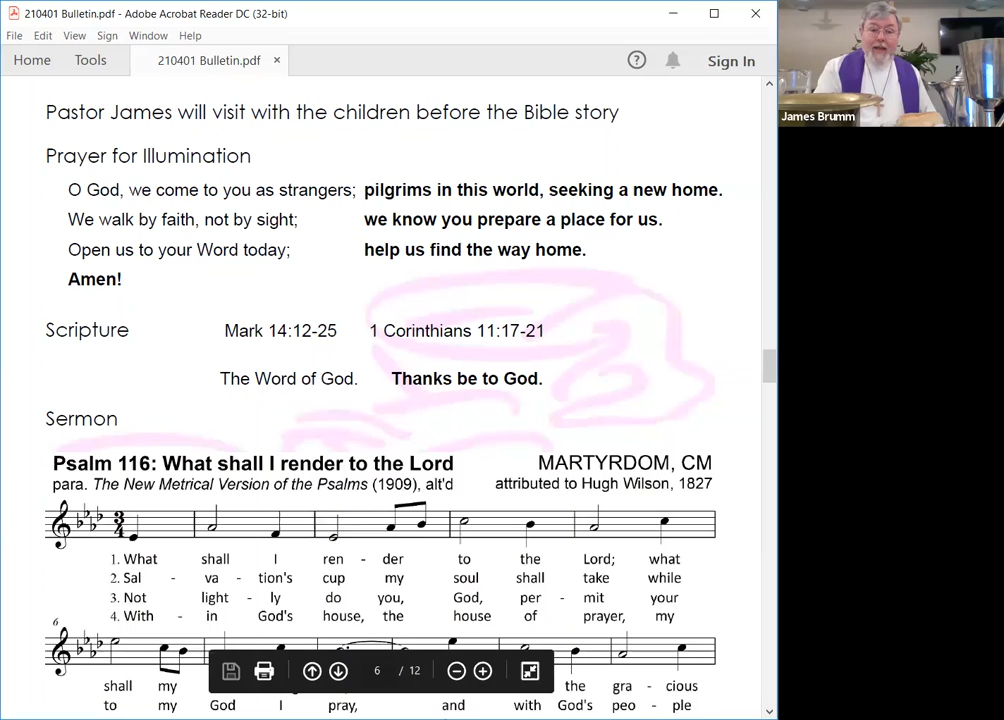 210401 Bulletin.pdf - Adobe Acrobat Reader DC (32-bit)
File Edit View Sign Window Help
Home Tools 210401 Bulletin.pdf × Sign In
James Brumm
Pastor James will visit with the children before the Bible story
Prayer for Illumination
O God, we come to you as strangers; pilgrims in this world, seeking a new home.
We walk by faith, not by sight; we know you prepare a place for us.
Open us to your Word today; help us find the way home.
Amen!
Scripture Mark 14:12-25 1 Corinthians 11:17-21
The Word of God. Thanks be to God.
Sermon
Psalm 116: What shall I render to the Lord MARTYRDOM, CM
para. The New Metrical Version of the Psalms (1909), alt'd attributed to Hugh Wilson, 1827
3
4
1. What shall I ren - der to the Lord; what
2. Sal - va - tion's cup my soul shall take while
3. Not light - ly do you, God, per - mit your
4. With - in God's house, the house of prayer, my
6
6 / 12
shall my the gra - cious
to my God I pray, and with God's peo - ple